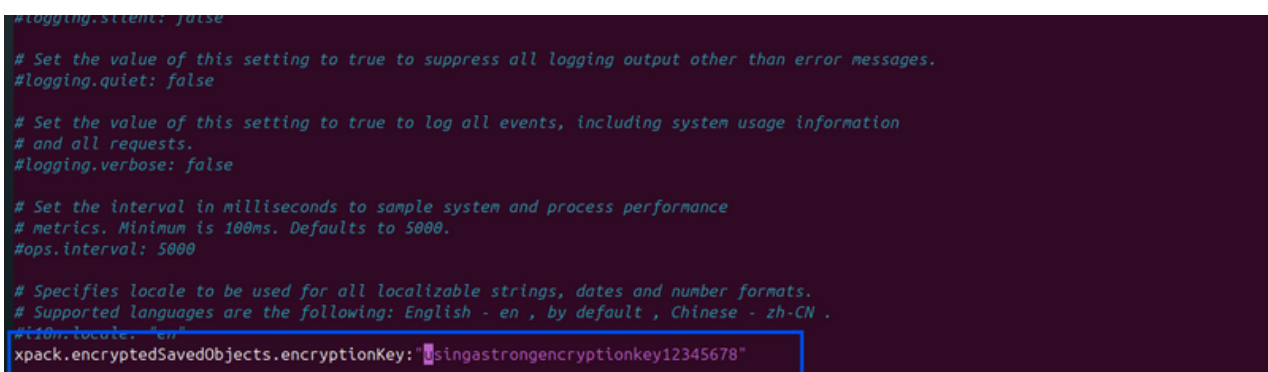 #logging.silent: false
# Set the value of this setting to true to suppress all logging output other than error messages.
#logging.quiet: false
# Set the value of this setting to true to log all events, including system usage information
# and all requests.
#logging.verbose: false
# Set the interval in milliseconds to sample system and process performance
# metrics. Minimum is 100ms. Defaults to 5000.
#ops.interval: 5000
# Specifies locale to be used for all localizable strings, dates and number formats.
# Supported languages are the following: English - en , by default , Chinese - zh-CN .
#i18n.locale: "en"
xpack.encryptedSavedObjects.encryptionKey:"usingastrongencryptionkey12345678"